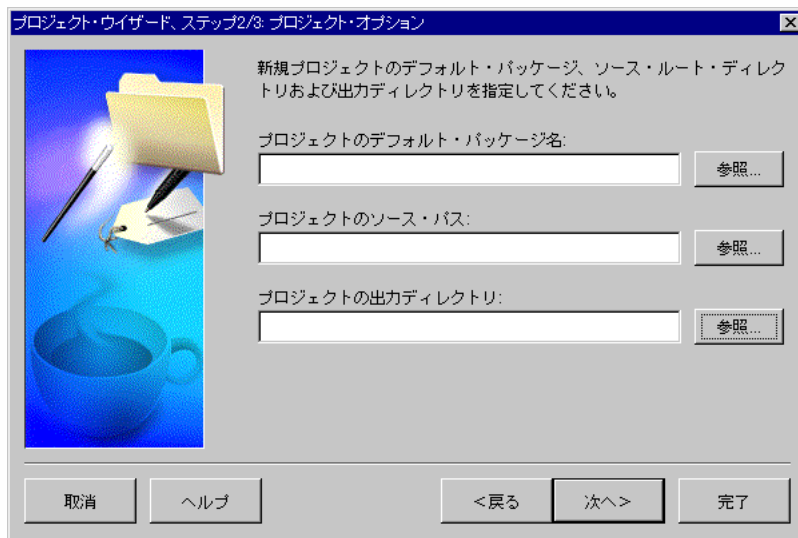 プロジェクト・ウイザード、ステップ2/3: プロジェクト・オプション
新規プロジェクトのデフォルト・パッケージ、ソース・ルート・ディレク
トリおよび出力ディレクトリを指定してください。
プロジェクトのデフォルト・パッケージ名:
参照...
プロジェクトのソース・パス:
参照...
プロジェクトの出力ディレクトリ:
参照...
取消 ヘルプ <戻る 次へ> 完了